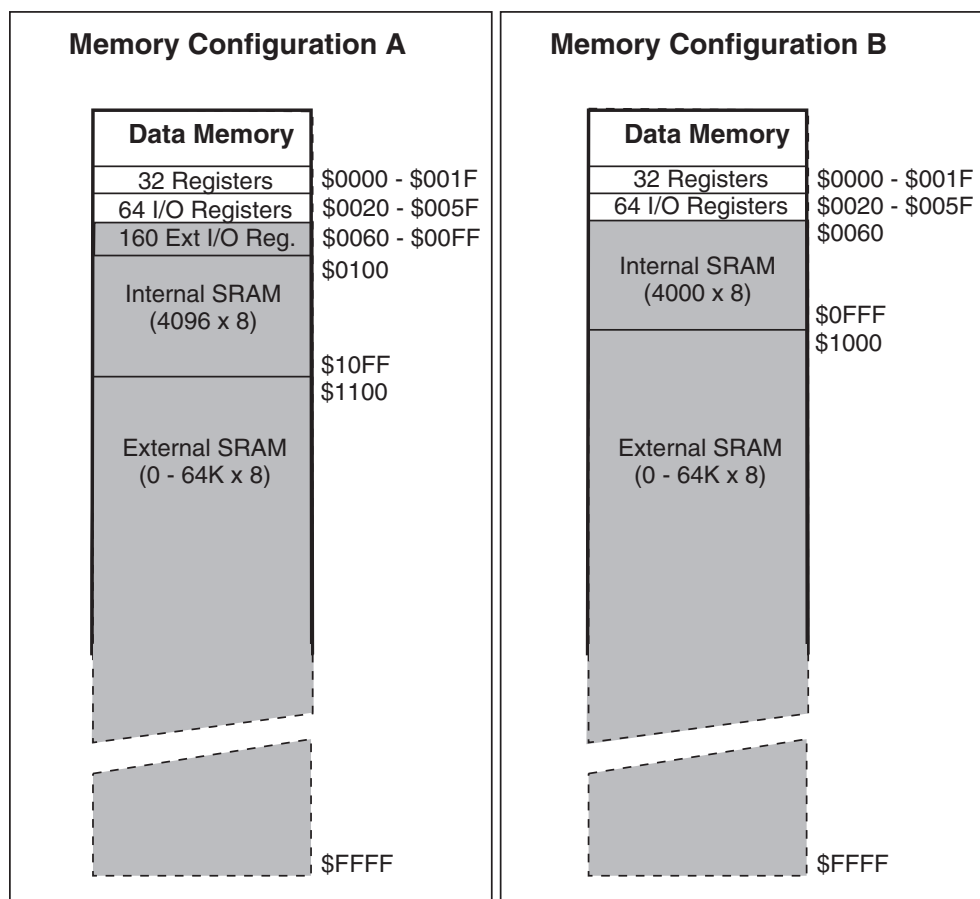 Memory Configuration A
Data Memory
32 Registers
$0000 - $001F
64 I/O Registers
$0020 - $005F
160 Ext I/O Reg.
$0060 - $00FF
$0100
Internal SRAM
(4096 x 8)
$10FF
$1100
External SRAM
(0 - 64K x 8)
$FFFF
Memory Configuration B
Data Memory
32 Registers
$0000 - $001F
64 I/O Registers
$0020 - $005F
$0060
Internal SRAM
(4000 x 8)
$0FFF
$1000
External SRAM
(0 - 64K x 8)
$FFFF